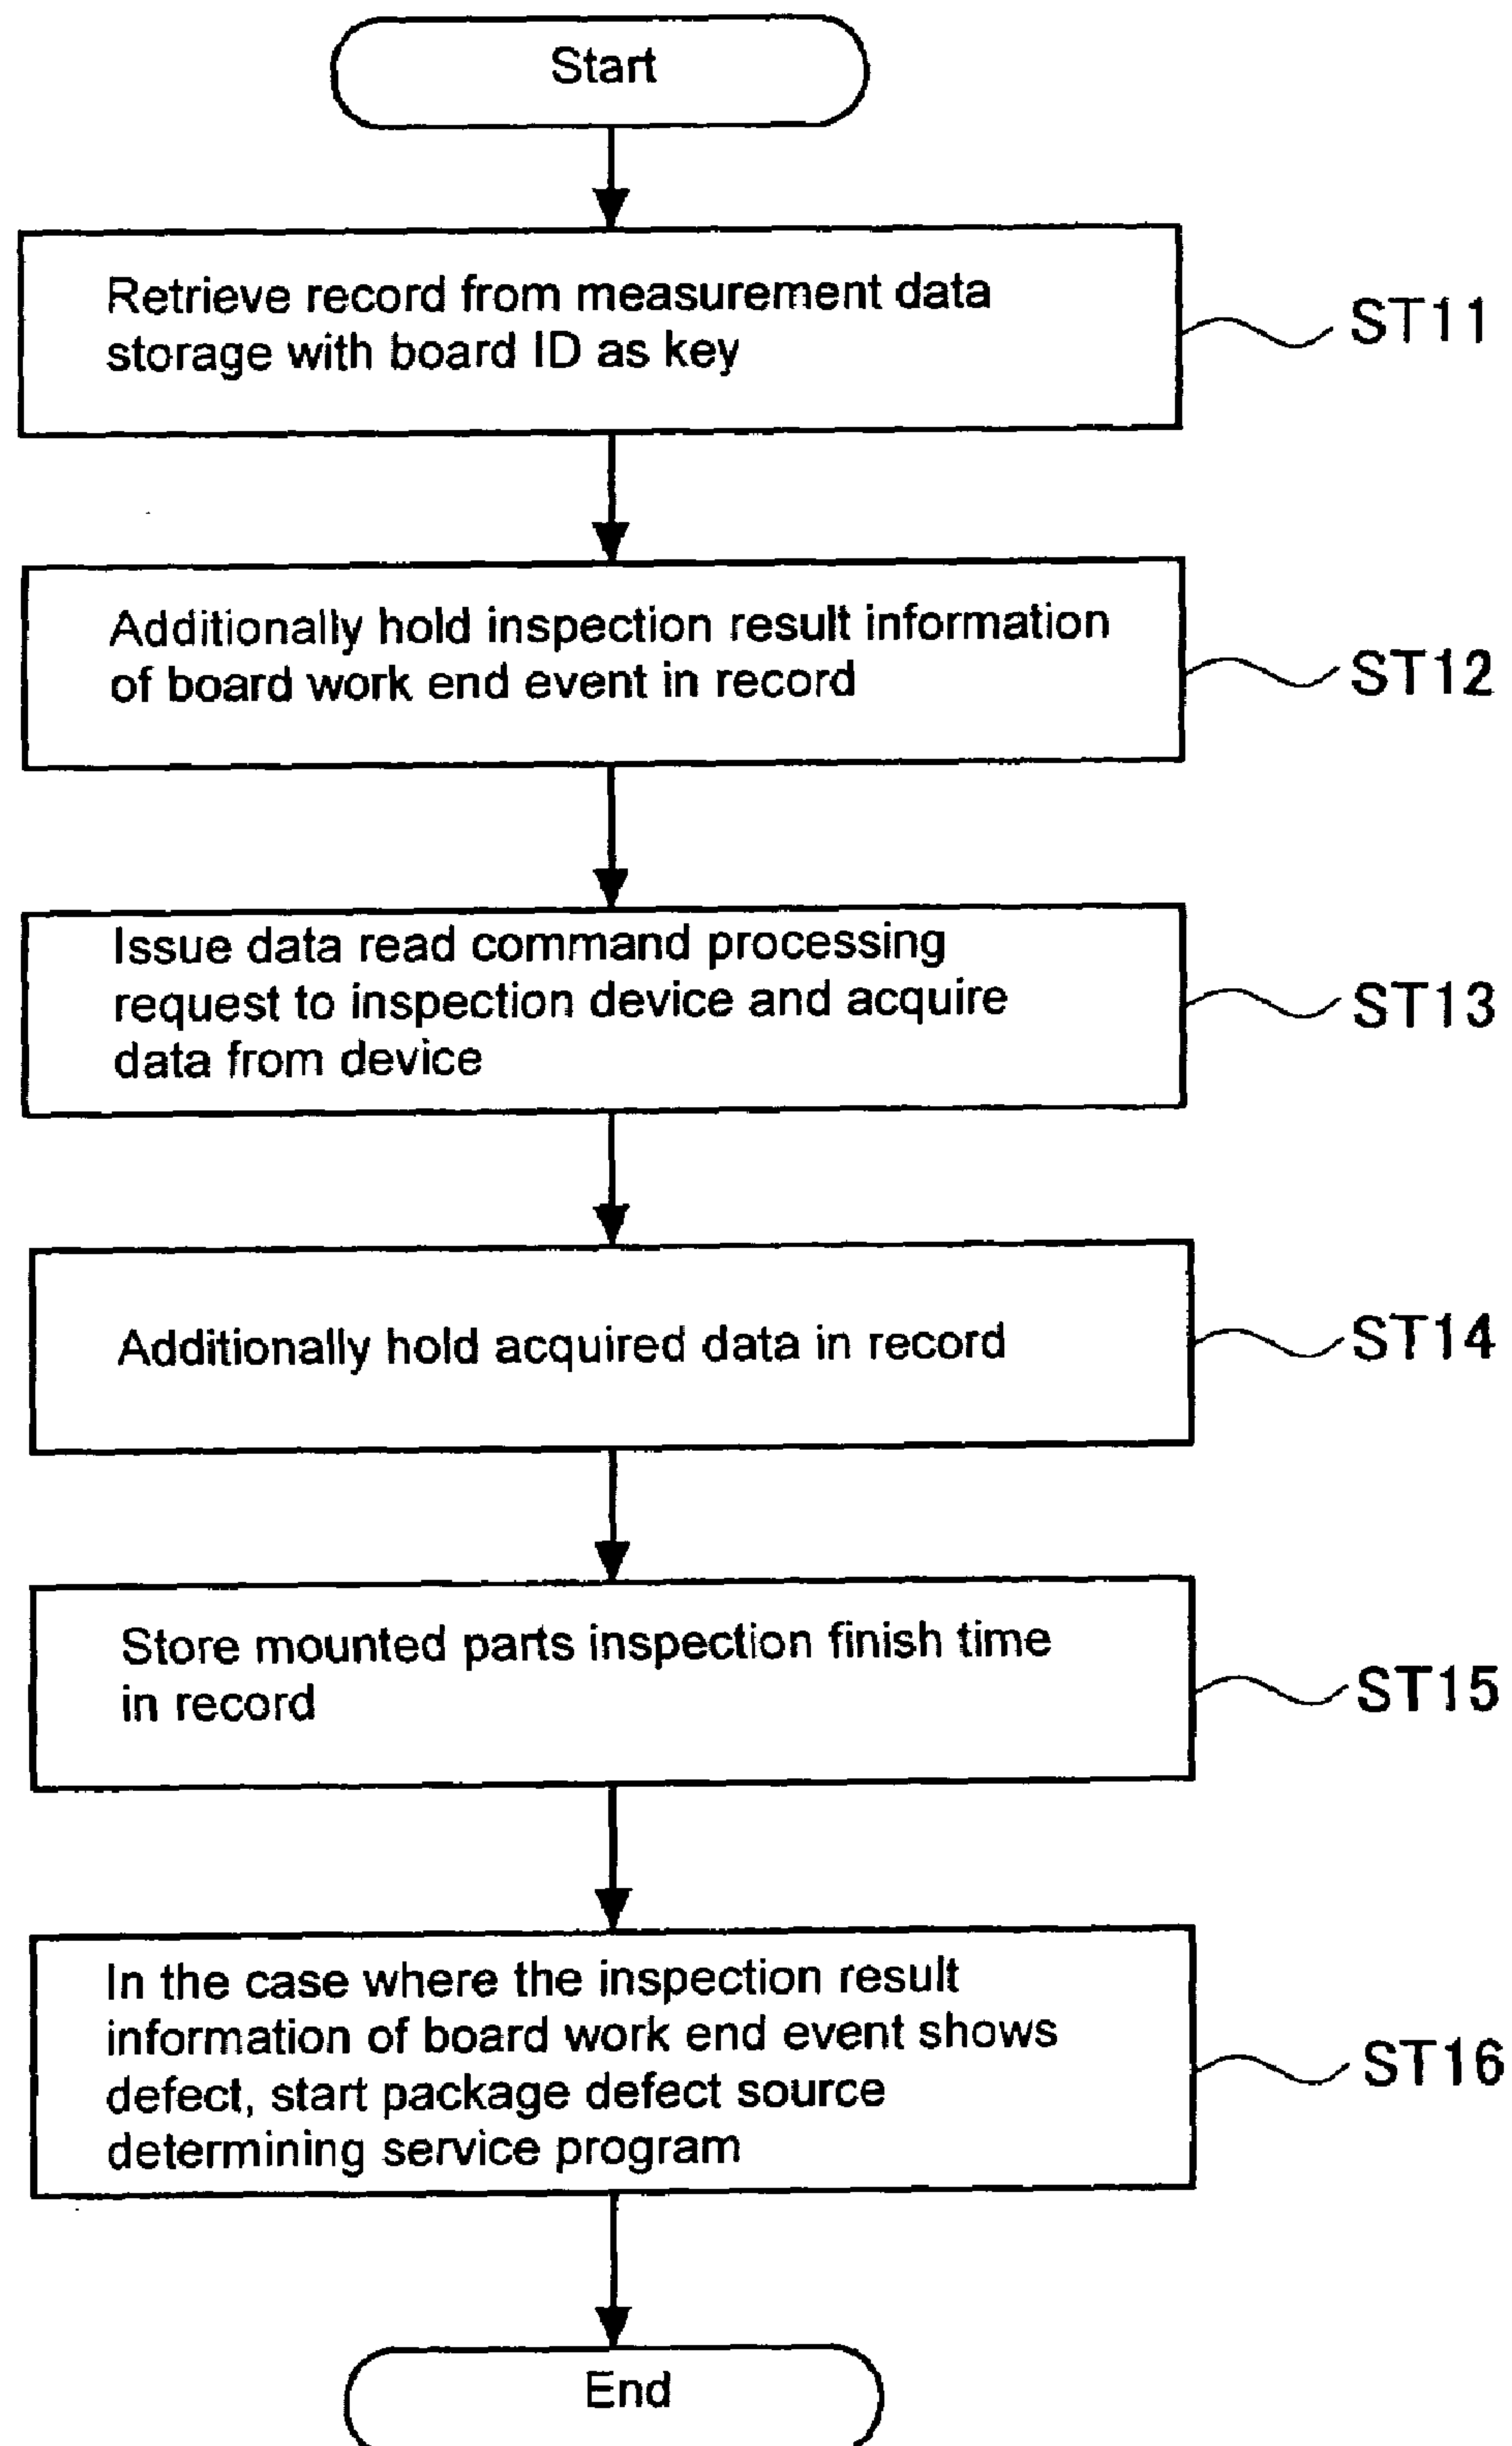 Start
Retrieve record from measurement data
storage with board ID as key
ST11
Additionally hold inspection result information
of board work end event in record
ST12
Issue data read command processing
request to inspection device and acquire
data from device
ST13
Additionally hold acquired data in record
ST14
Store mounted parts inspection finish time
in record
ST15
In the case where the inspection result
information of board work end event shows
defect, start package defect source
determining service program
ST16
End